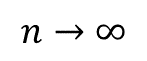 n → ∞